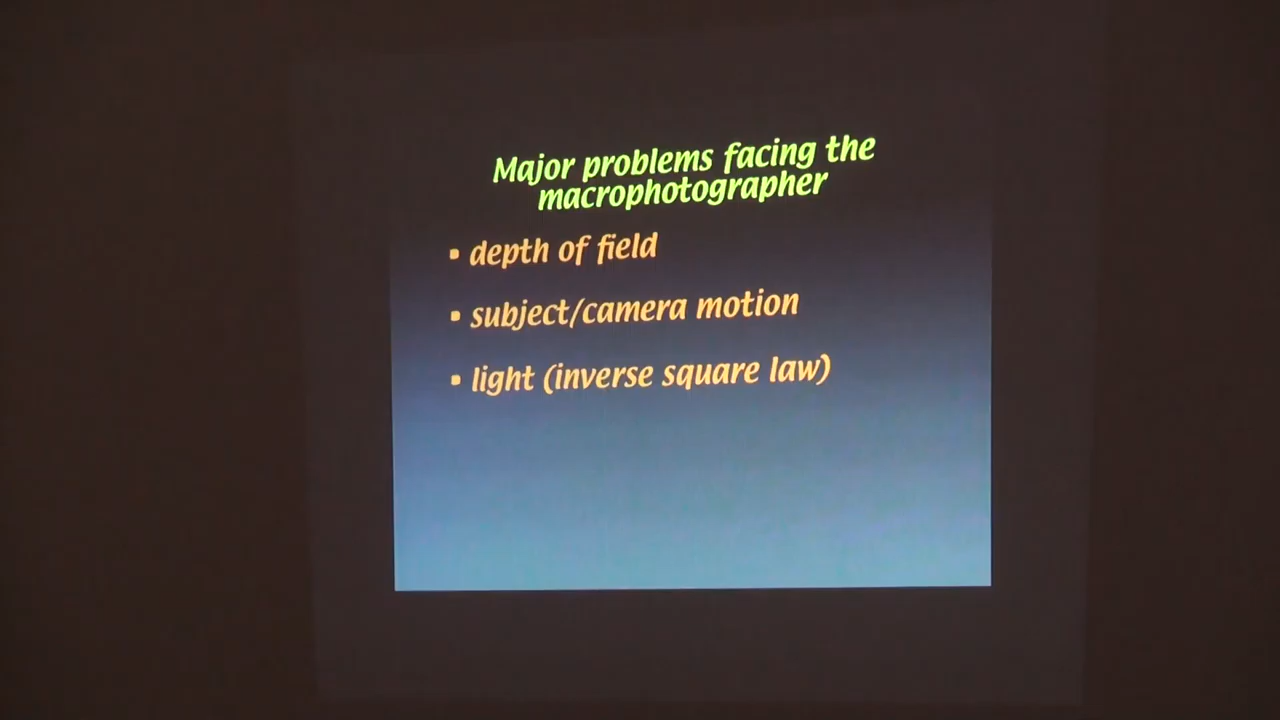 Major problems facing the
macrophotographer
▪ depth of field
▪ subject/camera motion
▪ light (inverse square law)